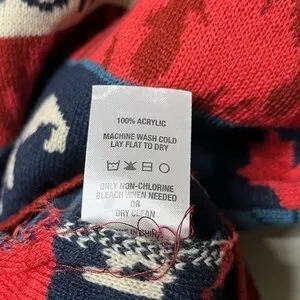 100% ACRYLIC
MACHINE WASH COLD
LAY FLAT TO DRY
ONLY NON-CHLORINE
BLEACH WHEN NEEDED
OR
DRY CLEAN